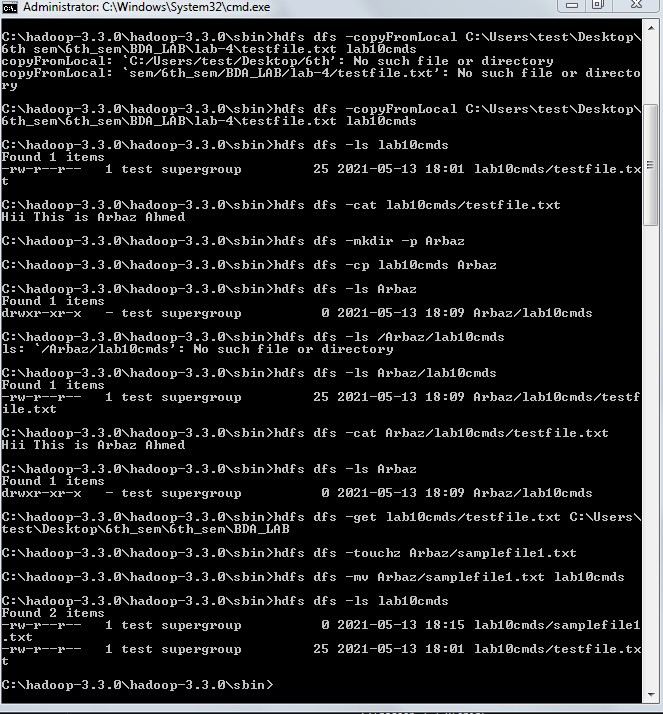 Administrator: C:\Windows\System32\cmd.exe
C:\hadoop-3.3.0\hadoop-3.3.0\sbin>hdfs dfs -copyFromLocal C:\Users\test\Desktop\
6th sem\6th_sem\BDA_LAB\lab-4\testfile.txt lab10cmds
copyFromLocal: `C:/Users/test/Desktop/6th': No such file or directory
copyFromLocal: `sem/6th_sem/BDA_LAB/lab-4/testfile.txt': No such file or directo
ry
C:\hadoop-3.3.0\hadoop-3.3.0\sbin>hdfs dfs -copyFromLocal C:\Users\test\Desktop\
6th_sem\6th_sem\BDA_LAB\lab-4\testfile.txt lab10cmds
C:\hadoop-3.3.0\hadoop-3.3.0\sbin>hdfs dfs -ls lab10cmds
Found 1 items
-rw-r--r--   1 test supergroup         25 2021-05-13 18:01 lab10cmds/testfile.tx
t
C:\hadoop-3.3.0\hadoop-3.3.0\sbin>hdfs dfs -cat lab10cmds/testfile.txt
Hii This is Arbaz Ahmed
C:\hadoop-3.3.0\hadoop-3.3.0\sbin>hdfs dfs -mkdir -p Arbaz
C:\hadoop-3.3.0\hadoop-3.3.0\sbin>hdfs dfs -cp lab10cmds Arbaz
C:\hadoop-3.3.0\hadoop-3.3.0\sbin>hdfs dfs -ls Arbaz
Found 1 items
drwxr-xr-x   - test supergroup          0 2021-05-13 18:09 Arbaz/lab10cmds
C:\hadoop-3.3.0\hadoop-3.3.0\sbin>hdfs dfs -ls /Arbaz/lab10cmds
ls: `/Arbaz/lab10cmds': No such file or directory
C:\hadoop-3.3.0\hadoop-3.3.0\sbin>hdfs dfs -ls Arbaz/lab10cmds
Found 1 items
-rw-r--r--   1 test supergroup         25 2021-05-13 18:09 Arbaz/lab10cmds/testf
ile.txt
C:\hadoop-3.3.0\hadoop-3.3.0\sbin>hdfs dfs -cat Arbaz/lab10cmds/testfile.txt
Hii This is Arbaz Ahmed
C:\hadoop-3.3.0\hadoop-3.3.0\sbin>hdfs dfs -ls Arbaz
Found 1 items
drwxr-xr-x   - test supergroup          0 2021-05-13 18:09 Arbaz/lab10cmds
C:\hadoop-3.3.0\hadoop-3.3.0\sbin>hdfs dfs -get lab10cmds/testfile.txt C:\Users\
test\Desktop\6th_sem\6th_sem\BDA_LAB
C:\hadoop-3.3.0\hadoop-3.3.0\sbin>hdfs dfs -touchz Arbaz/samplefile1.txt
C:\hadoop-3.3.0\hadoop-3.3.0\sbin>hdfs dfs -mv Arbaz/samplefile1.txt lab10cmds
C:\hadoop-3.3.0\hadoop-3.3.0\sbin>hdfs dfs -ls lab10cmds
Found 2 items
-rw-r--r--   1 test supergroup          0 2021-05-13 18:15 lab10cmds/samplefile1
.txt
-rw-r--r--   1 test supergroup         25 2021-05-13 18:01 lab10cmds/testfile.tx
t
C:\hadoop-3.3.0\hadoop-3.3.0\sbin>